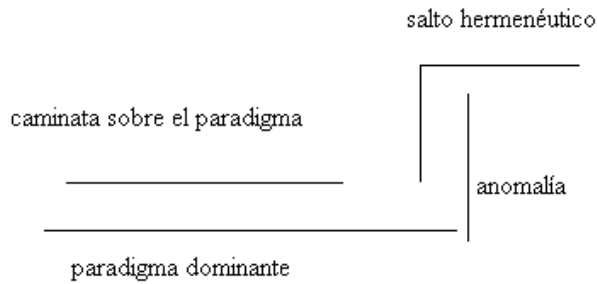 salto hermenéutico
caminata sobre el paradigma
anomalía
paradigma dominante